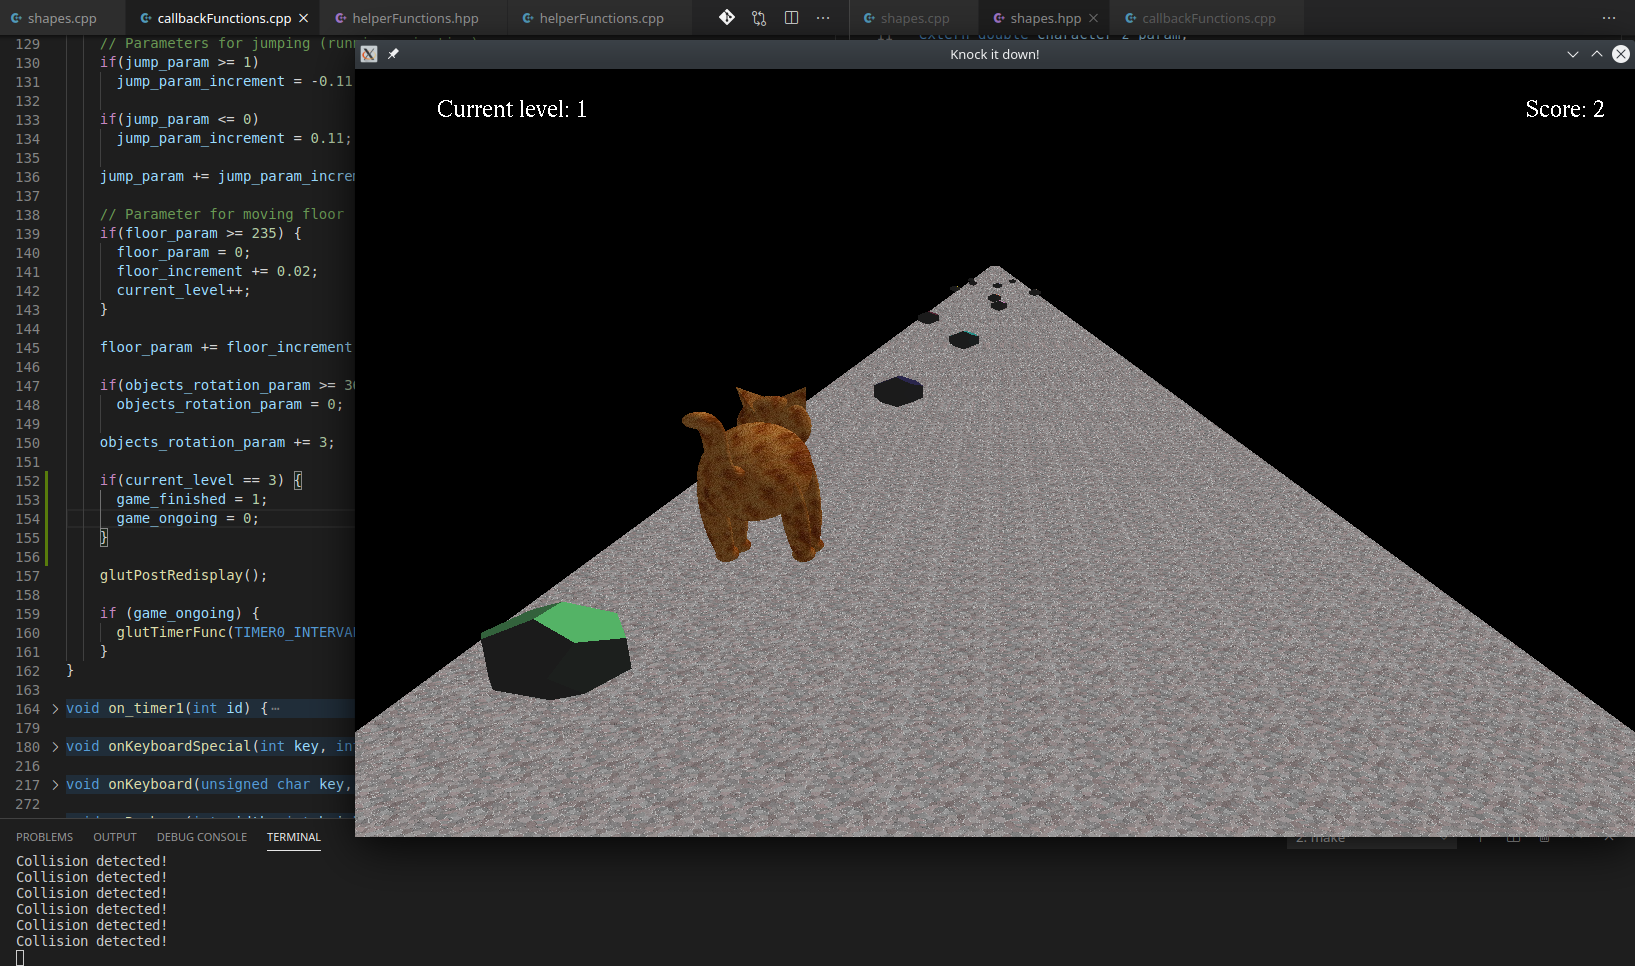 shapes.cpp callbackFunctions.cpp helperFunctions.hpp helperFunctions.cpp shapes.cpp shapes.hpp callbackFunctions.cpp
Knock it down!
Current level: 1 Score: 2
129 // Parameters for jumping (run
130 if(jump_param >= 1)
131 jump_param_increment = -0.11
132
133 if(jump_param <= 0)
134 jump_param_increment = 0.11;
135
136 jump_param += jump_param_increm
137
138 // Parameter for moving floor
139 if(floor_param >= 235) {
140 floor_param = 0;
141 floor_increment += 0.02;
142 current_level++;
143 }
144
145 floor_param += floor_increment
146
147 if(objects_rotation_param >= 3
148 objects_rotation_param = 0;
149
150 objects_rotation_param += 3;
151
152 if(current_level == 3) {
153 game_finished = 1;
154 game_ongoing = 0;
155 }
156
157 glutPostRedisplay();
158
159 if (game_ongoing) {
160 glutTimerFunc(TIMER0_INTERVA
161 }
162 }
163
164 void on_timer1(int id) {
179
180 void onKeyboardSpecial(int key, in
216
217 void onKeyboard(unsigned char key,
272
PROBLEMS OUTPUT DEBUG CONSOLE TERMINAL 2: make
Collision detected!
Collision detected!
Collision detected!
Collision detected!
Collision detected!
Collision detected!